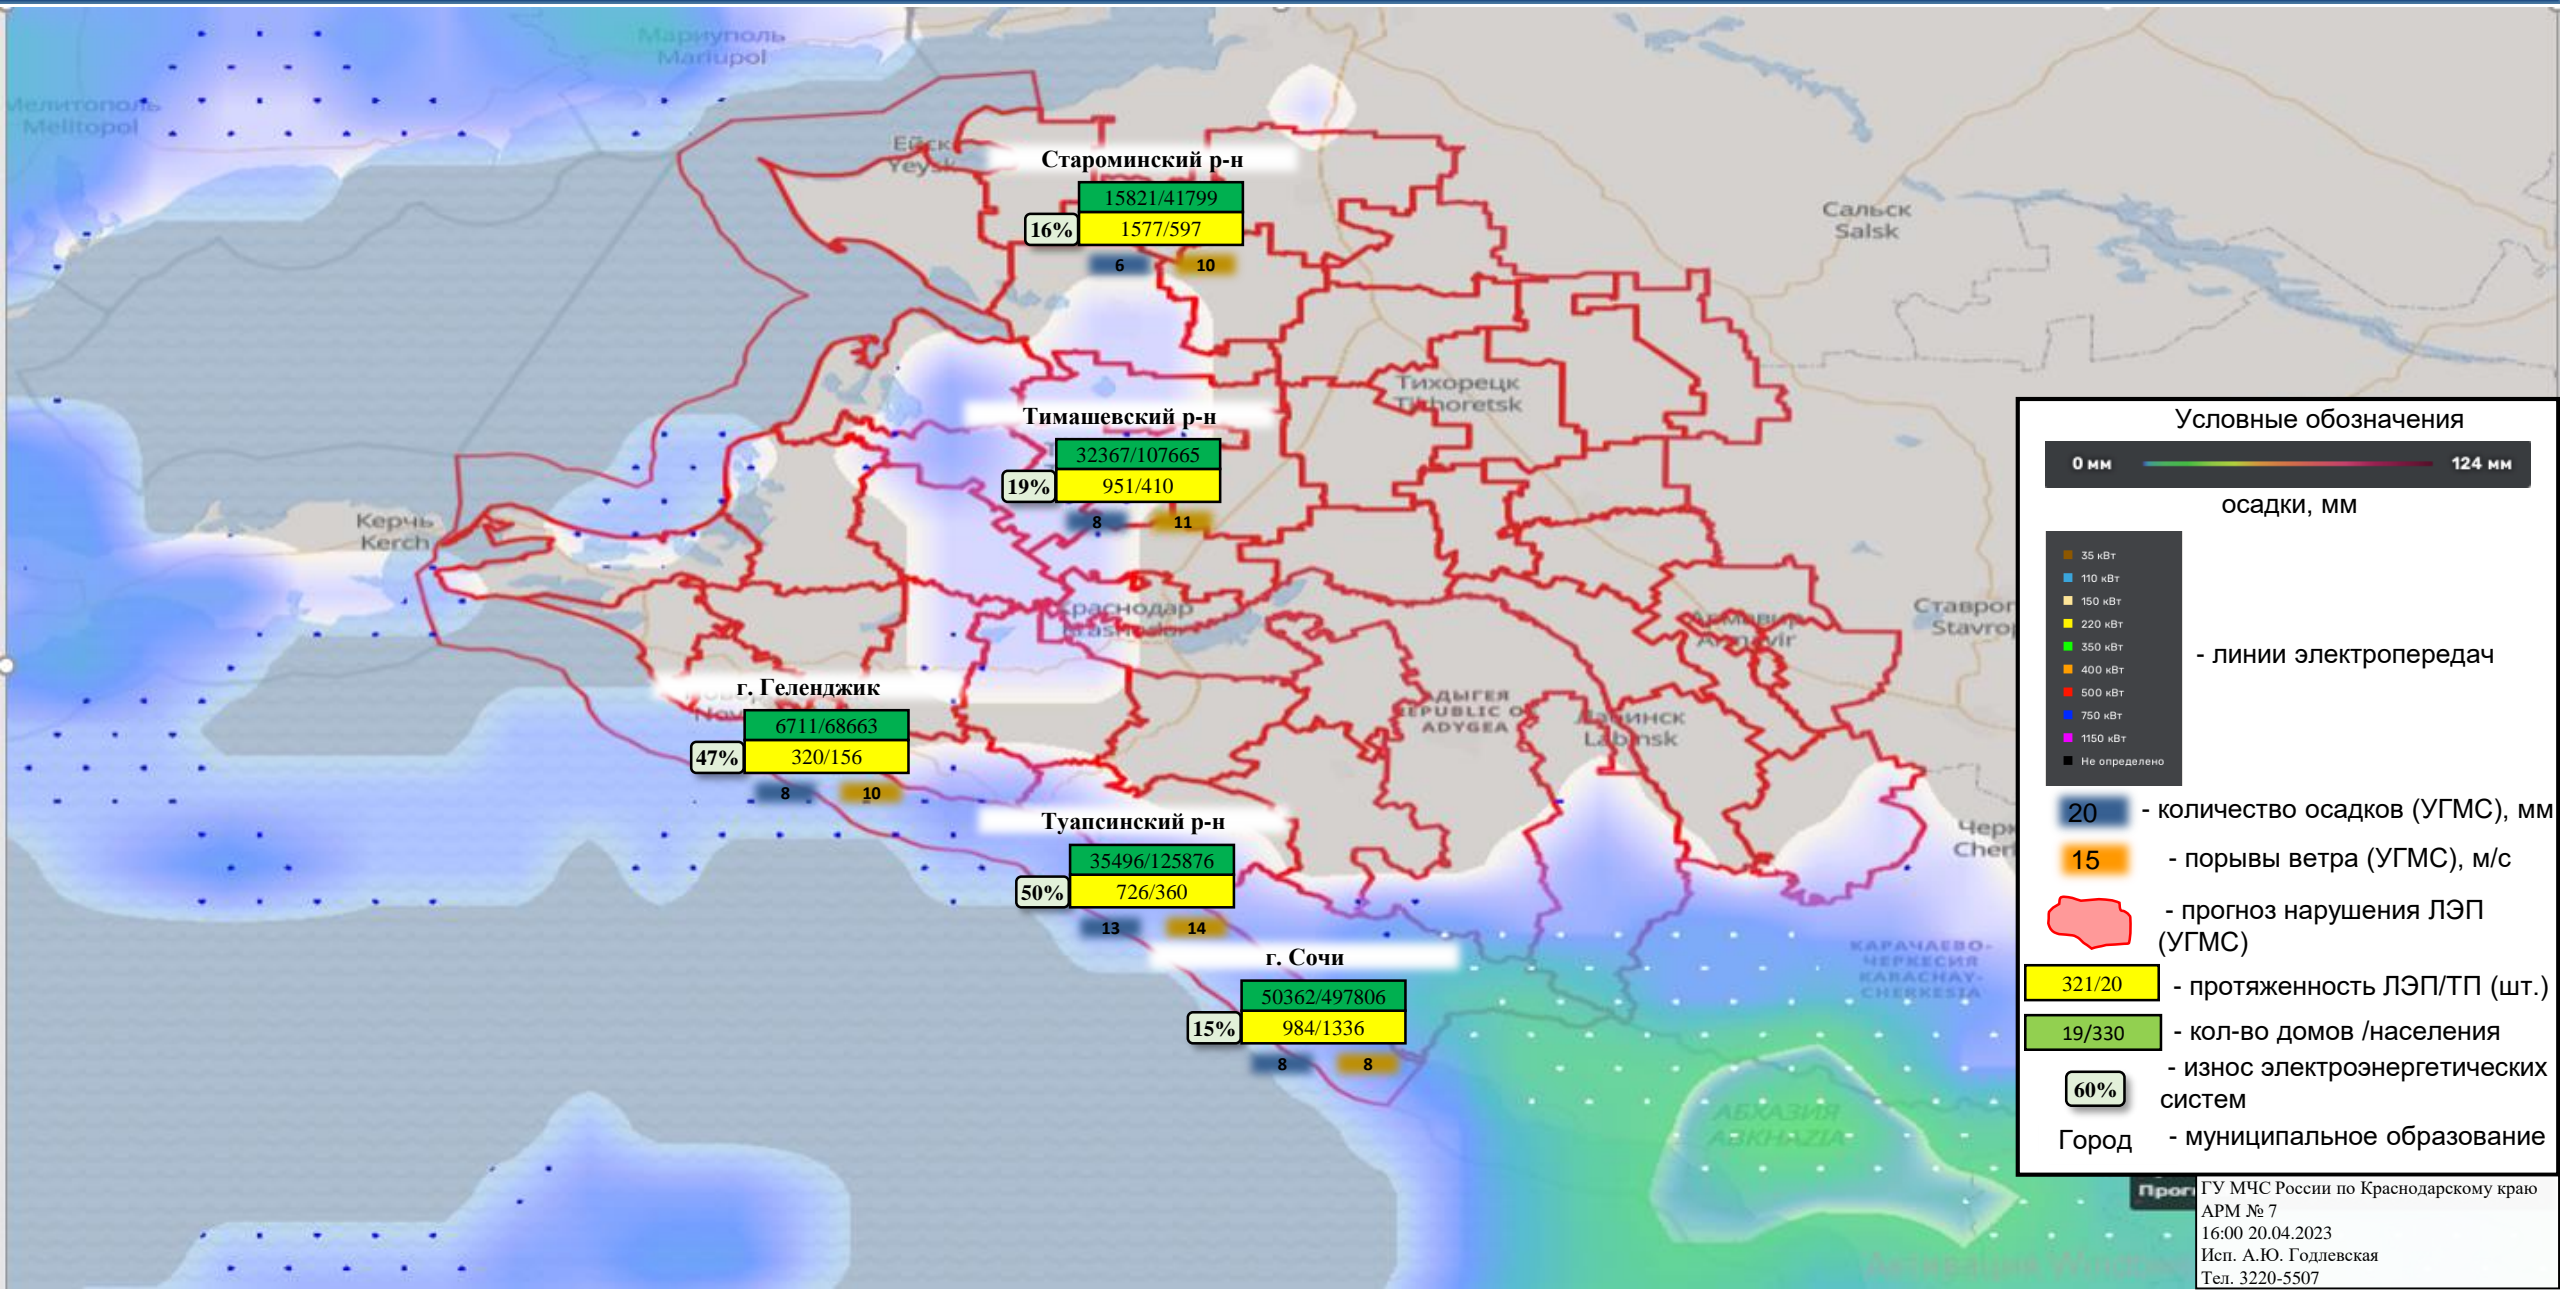 Мариуполь
Mariupol
Мелитополь
Melitopol
Ейск
Yeysk
Староминский р-н
15821/41799
16%
1577/597
6
10
Сальск
Salsk
Тихорецк
Tikhoretsk
Тимашевский р-н
32367/107665
19%
951/410
8
11
Керчь
Kerch
Краснодар
Krasnodar
Армавир
Armavir
г. Геленджик
6711/68663
47%
320/156
8
10
АДЫГЕЯ
REPUBLIC OF
ADYGEA
Лабинск
Labinsk
Туапсинский р-н
35496/125876
50%
726/360
13
14
г. Сочи
50362/497806
15%
984/1336
8
8
КАРАЧАЕВО-
ЧЕРКЕСИЯ
KARACHAY-
CHERKESIA
АБХАЗИЯ
ABKHAZIA
Условные обозначения
0 мм
124 мм
осадки, мм
35 кВт
110 кВт
150 кВт
220 кВт
350 кВт
400 кВт
500 кВт
750 кВт
1150 кВт
Не определено
- линии электропередач
20 - количество осадков (УГМС), мм
15 - порывы ветра (УГМС), м/с
- прогноз нарушения ЛЭП
(УГМС)
321/20 - протяженность ЛЭП/ТП (шт.)
19/330 - кол-во домов /населения
60% - износ электроэнергетических
систем
Город - муниципальное образование
ГУ МЧС России по Краснодарскому краю
АРМ № 7
16:00 20.04.2023
Исп. А.Ю. Годлевская
Тел. 3220-5507